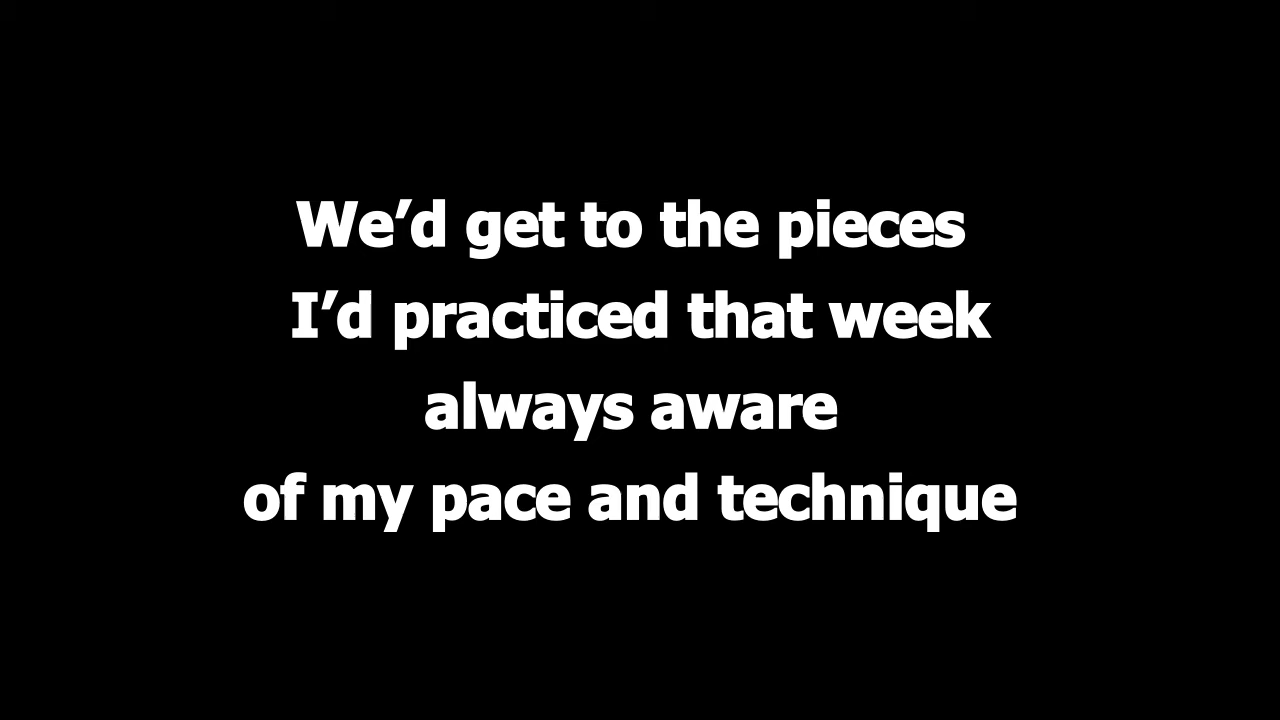 We’d get to the pieces
I’d practiced that week
always aware
of my pace and technique